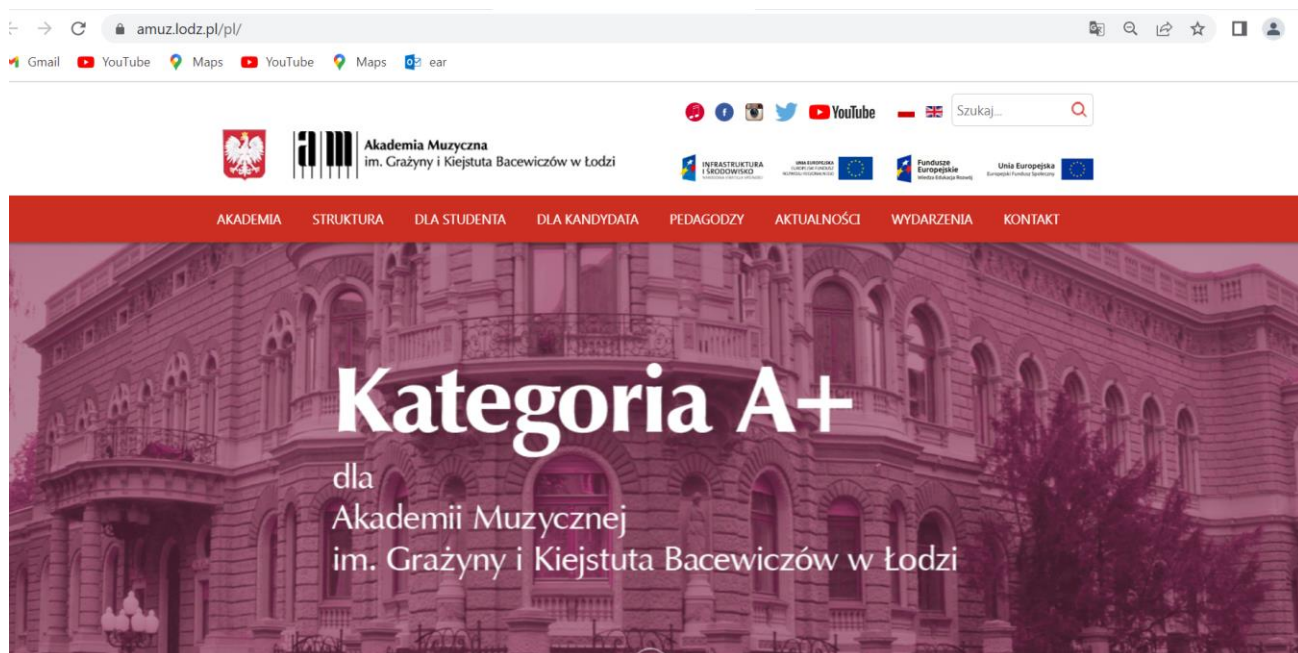 amuz.lodz.pl/pl/
Gmail YouTube Maps YouTube Maps ear
YouTube Szukaj...
Akademia Muzyczna
im. Grażyny i Kiejstuta Bacewiczów w Łodzi
INFRASTRUKTURA
I ŚRODOWISKO
UNIA EUROPEJSKA
Fundusze
Europejskie
Wiedza Edukacja Rozwój
Unia Europejska
Europejski Fundusz Społeczny
AKADEMIA STRUKTURA DLA STUDENTA DLA KANDYDATA PEDAGODZY AKTUALNOŚCI WYDARZENIA KONTAKT
Kategoria A+
dla
Akademii Muzycznej
im. Grażyny i Kiejstuta Bacewiczów w Łodzi